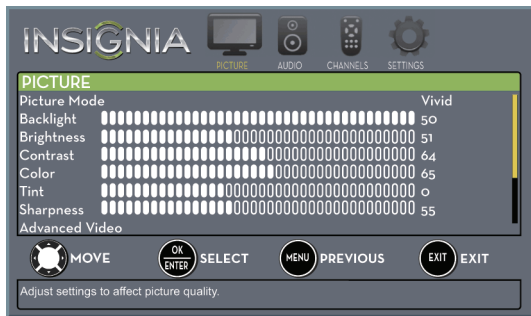 INSIGNIA
PICTURE AUDIO CHANNELS SETTINGS
PICTURE
Picture Mode Vivid
Backlight 50
Brightness 51
Contrast 64
Color 65
Tint 0
Sharpness 55
Advanced Video
MOVE OK ENTER SELECT MENU PREVIOUS EXIT EXIT
Adjust settings to affect picture quality.